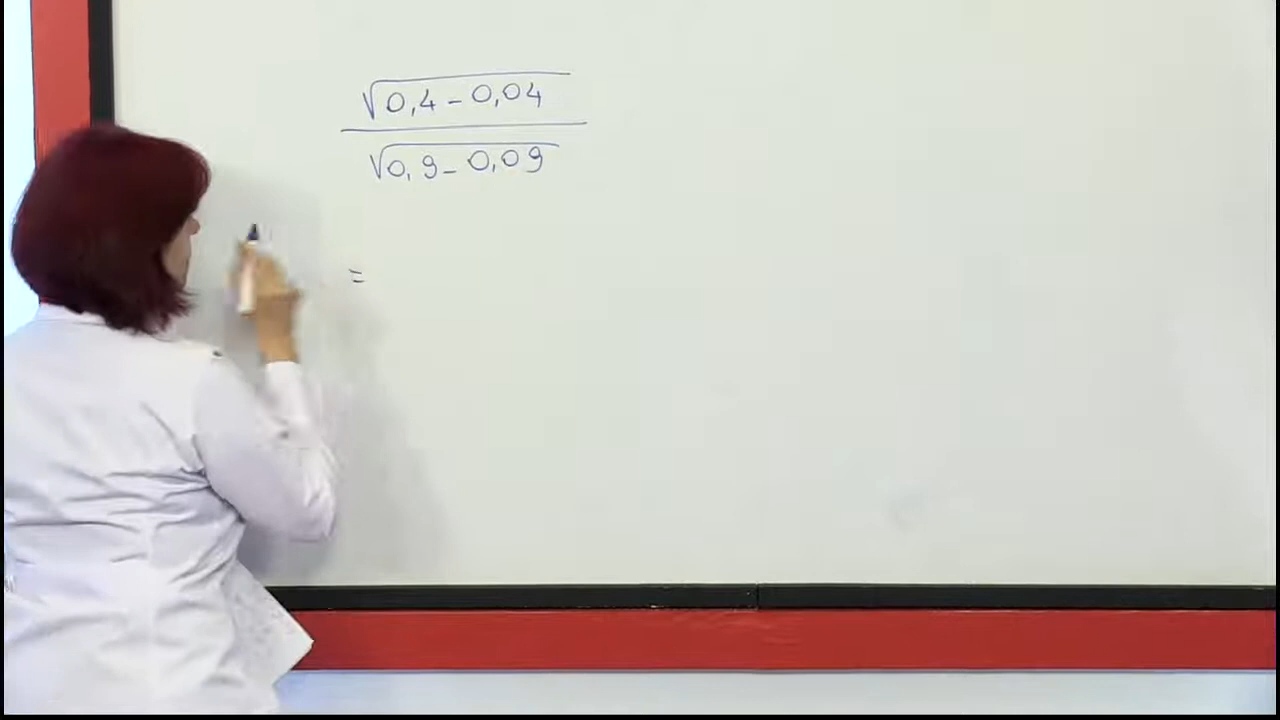 √0,4 - 0,04
√0,9 - 0,09
=